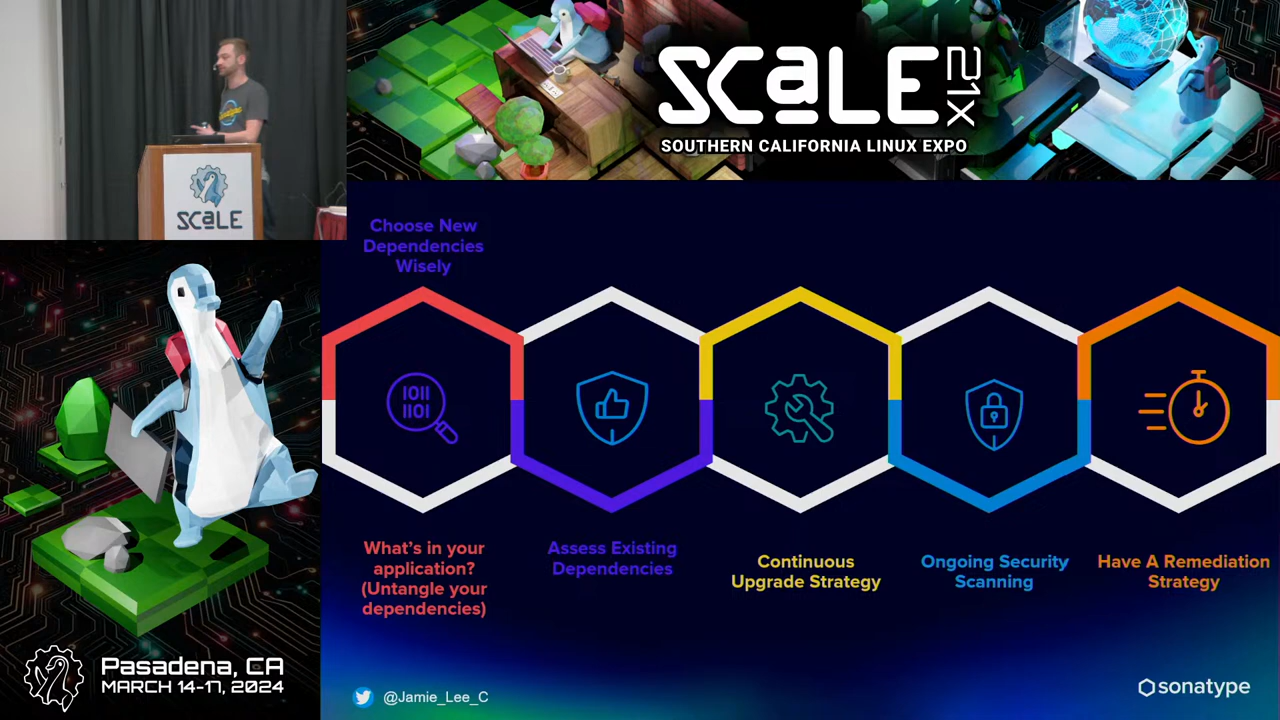 SCALE
SCALE 21X
SOUTHERN CALIFORNIA LINUX EXPO
Choose New
Dependencies
Wisely
1011
1101
What's in your
application?
(Untangle your
dependencies)
Assess Existing
Dependencies
Continuous
Upgrade Strategy
Ongoing Security
Scanning
Have A Remediation
Strategy
Pasadena, CA
MARCH 14-17, 2024
@Jamie_Lee_C
sonatype